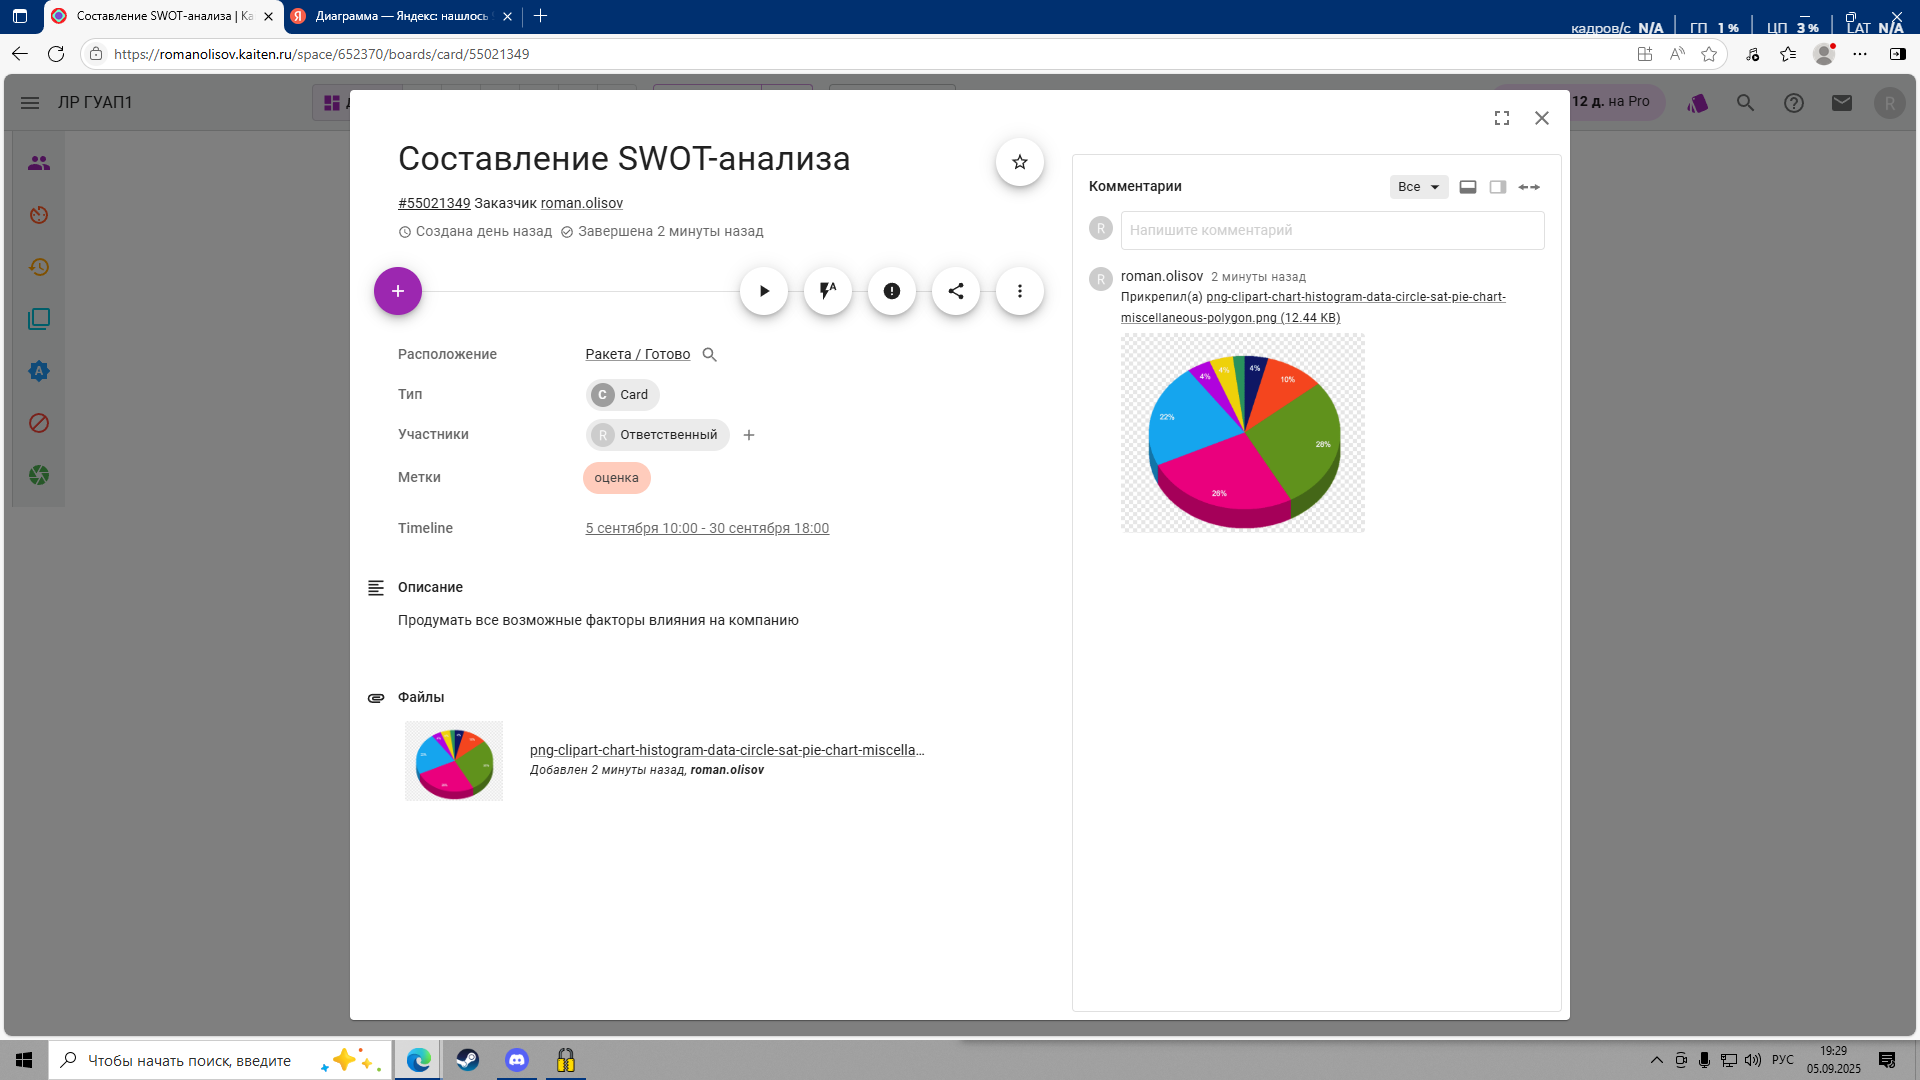 Составление SWOT-анализа | Ка
Диаграмма — Яндекс: нашлось
кадров/с N/A
ГП 1 %
ЦП 3 %
LAT N/A
https://romanolisov.kaiten.ru/space/652370/boards/card/55021349
ЛР ГУАП1
12 д. на Pro
R
Составление SWOT-анализа
#55021349 Заказчик roman.olisov
Создана день назад
Завершена 2 минуты назад
Расположение
Ракета / Готово
Тип
C Card
Участники
R Ответственный
Метки
оценка
Timeline
5 сентября 10:00 - 30 сентября 18:00
Описание
Продумать все возможные факторы влияния на компанию
Файлы
png-clipart-chart-histogram-data-circle-sat-pie-chart-miscella...
Добавлен 2 минуты назад, roman.olisov
Комментарии
Все
R
Напишите комментарий
R
roman.olisov 2 минуты назад
Прикрепил(а) png-clipart-chart-histogram-data-circle-sat-pie-chart-
miscellaneous-polygon.png (12.44 KB)
4%
4%
4%
10%
22%
28%
26%
Чтобы начать поиск, введите
РУС
19:29
05.09.2025